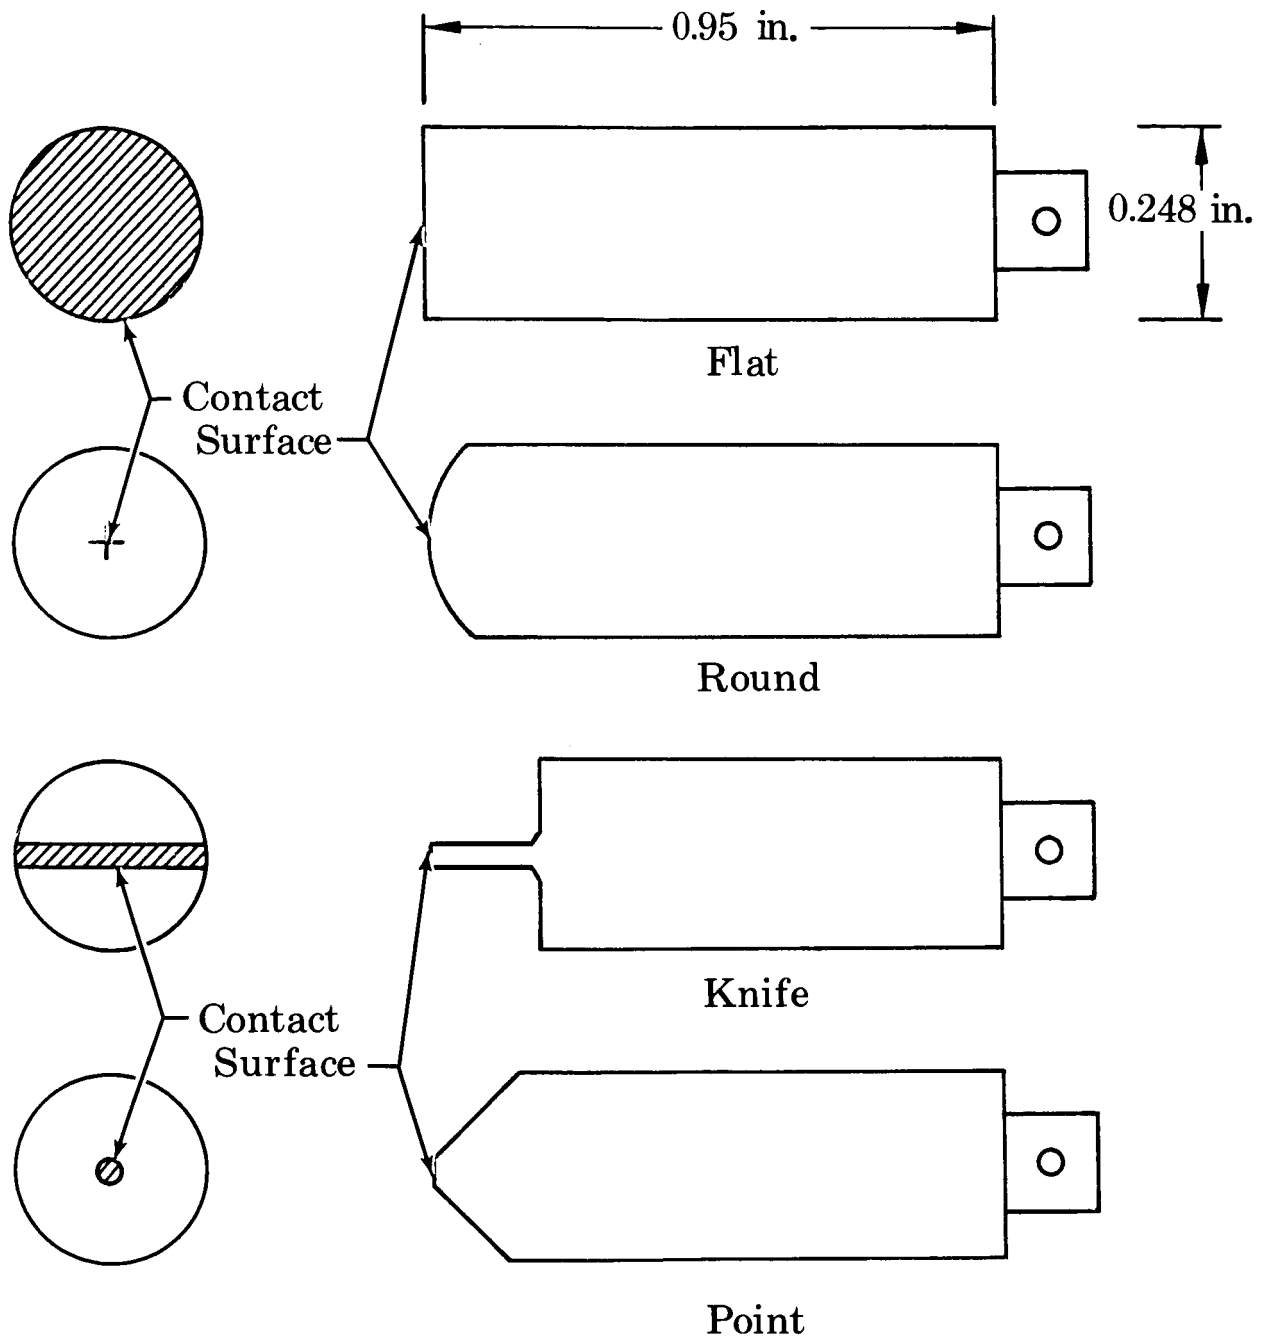 0.95 in.
0.248 in.
Flat
Contact
Surface
Round
Knife
Contact
Surface
Point